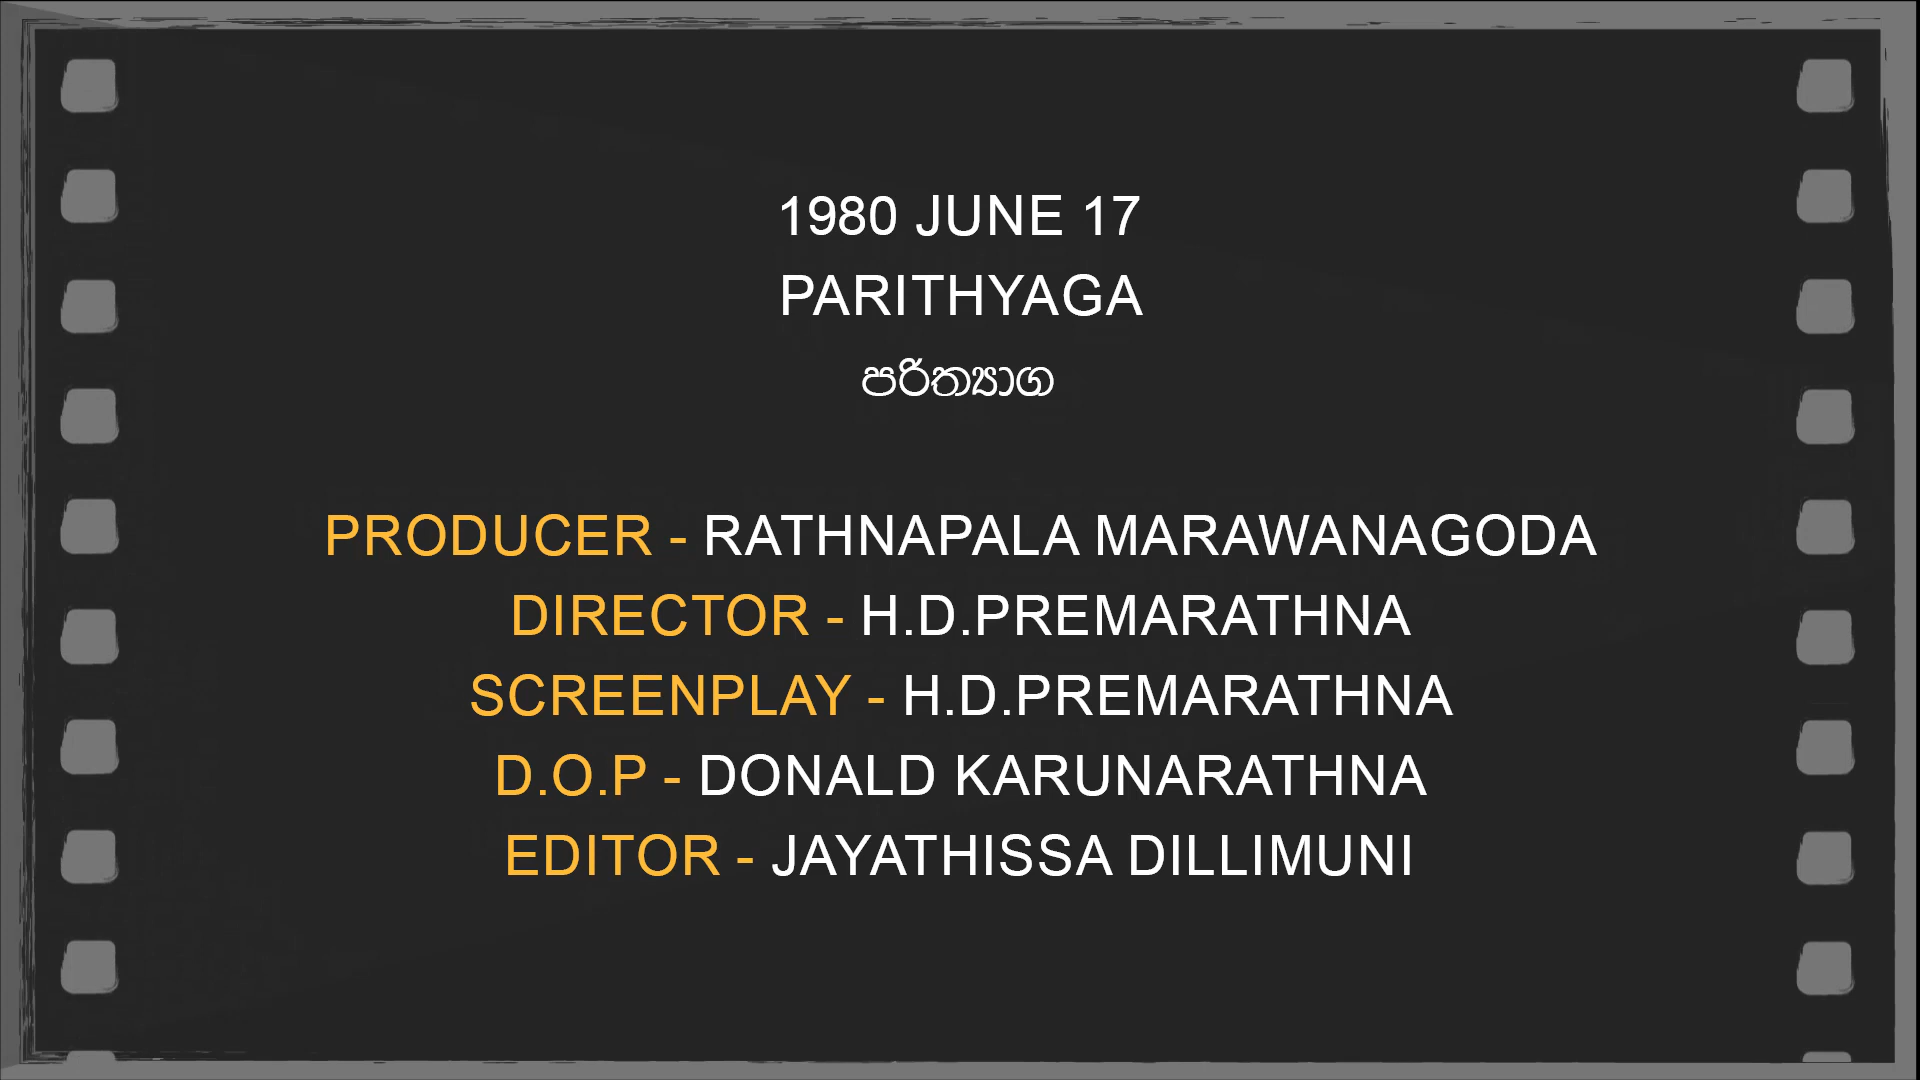 1980 JUNE 17
PARITHYAGA
පරිත්‍යාග
PRODUCER - RATHNAPALA MARAWANAGODA
DIRECTOR - H.D.PREMARATHNA
SCREENPLAY - H.D.PREMARATHNA
D.O.P - DONALD KARUNARATHNA
EDITOR - JAYATHISSA DILLIMUNI